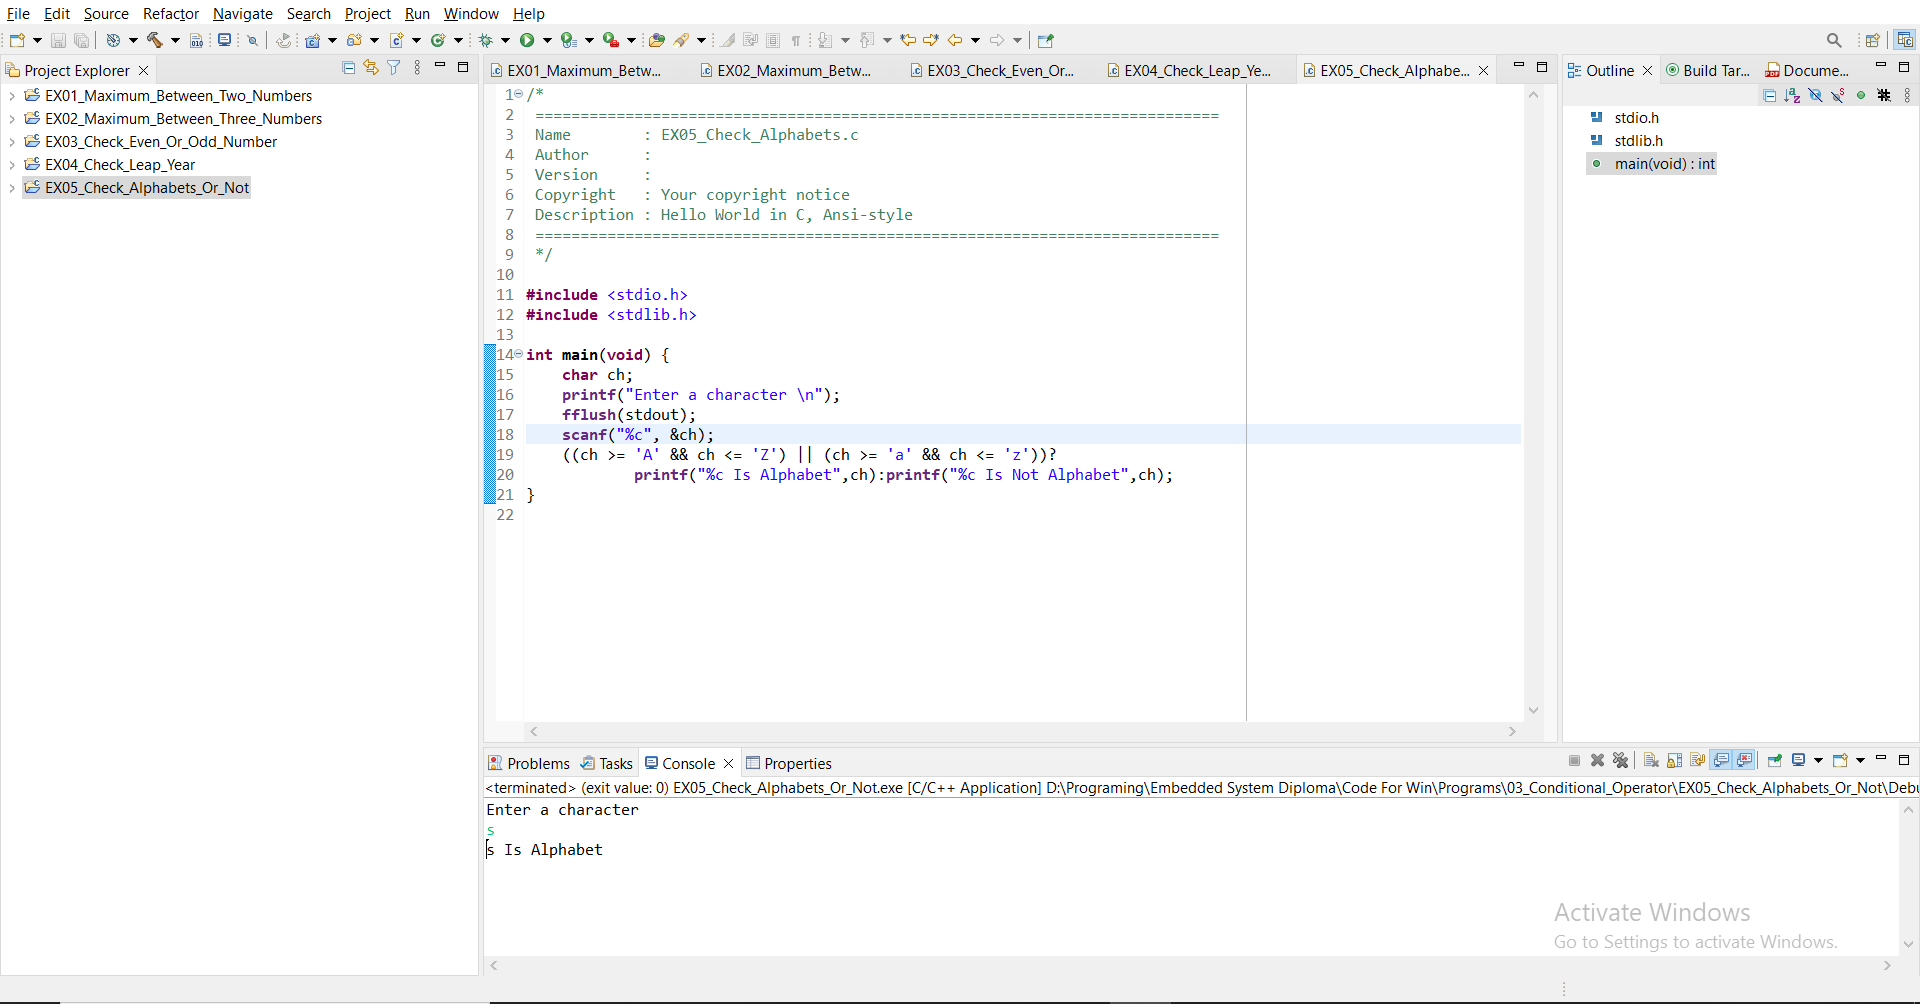 File Edit Source Refactor Navigate Search Project Run Window Help
Project Explorer
EX01_Maximum_Between_Two_Numbers
EX02_Maximum_Between_Three_Numbers
EX03_Check_Even_Or_Odd_Number
EX04_Check_Leap_Year
EX05_Check_Alphabets_Or_Not
EX01_Maximum_Betw... EX02_Maximum_Betw... EX03_Check_Even_Or... EX04_Check_Leap_Ye... EX05_Check_Alphabe...
1 /*
2 ============================================================================
3 Name        : EX05_Check_Alphabets.c
4 Author      :
5 Version     :
6 Copyright   : Your copyright notice
7 Description : Hello World in C, Ansi-style
8 ============================================================================
9 */
10
11 #include <stdio.h>
12 #include <stdlib.h>
13
14 int main(void) {
15     char ch;
16     printf("Enter a character \n");
17     fflush(stdout);
18     scanf("%c", &ch);
19     ((ch >= 'A' && ch <= 'Z') || (ch >= 'a' && ch <= 'z'))?
20             printf("%c Is Alphabet",ch):printf("%c Is Not Alphabet",ch);
21 }
22
Outline Build Tar... Docume...
stdio.h
stdlib.h
main(void) : int
Problems Tasks Console Properties
<terminated> (exit value: 0) EX05_Check_Alphabets_Or_Not.exe [C/C++ Application] D:\Programing\Embedded System Diploma\Code For Win\Programs\03_Conditional_Operator\EX05_Check_Alphabets_Or_Not\Debu
Enter a character
s
s Is Alphabet
Activate Windows
Go to Settings to activate Windows.